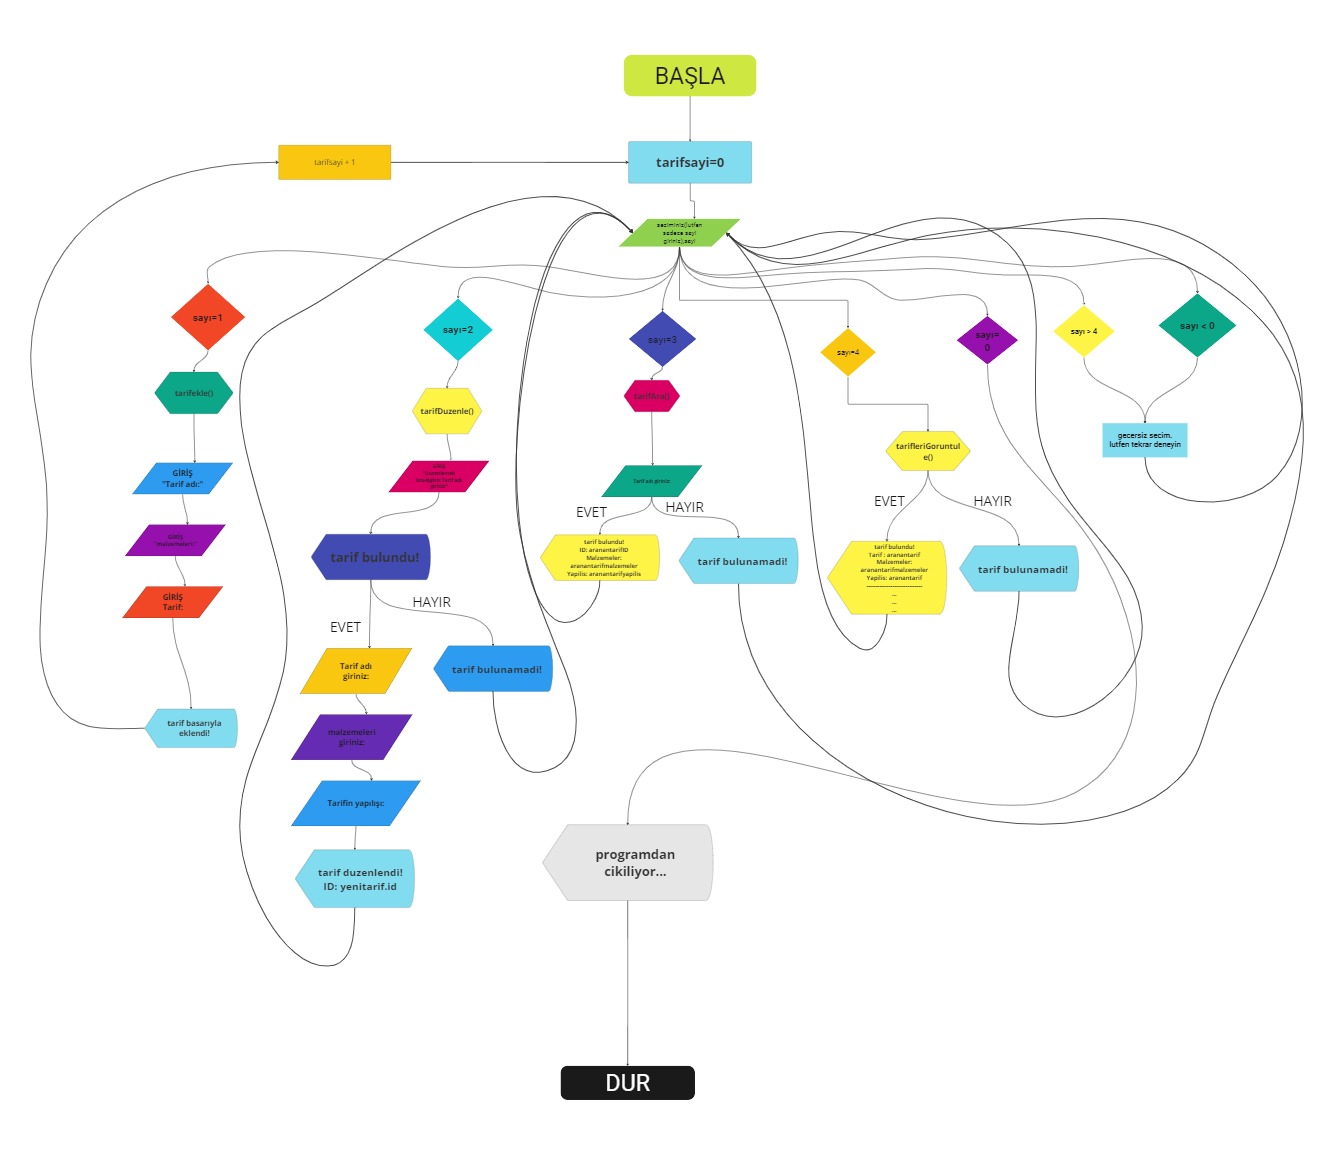 BAŞLA
tarifsayi + 1
tarifsayi=0
seciminiz(lutfen
sadece sayi
giriniz),sayi
sayı=1
sayı=2
sayı=3
sayı=4
sayı=
0
sayı > 4
sayı < 0
tarifekle()
tarifDuzenle()
tarifAra()
tarifleriGoruntul
e()
gecersiz secim.
lutfen tekrar deneyin
GİRİŞ
"Tarif adı:"
GİRİŞ
Tarif adi giriniz
EVET
HAYIR
EVET
HAYIR
GİRİŞ
"malzemeleri:"
tarif bulundu!
tarif bulundu!
ID: aranantarifID
Malzemeler:
aranantarifmalzemeler
Yapilis: aranantarifyapilis
tarif bulunamadi!
tarif bulundu!
Tarif : aranantarif
Malzemeler:
aranantarifmalzemeler
Yapilis: aranantarif
----------------------------
...
...
...
tarif bulunamadi!
GİRİŞ
Tarif:
EVET
HAYIR
Tarif adı
giriniz:
tarif bulunamadi!
tarif basarıyla
eklendi!
malzemeleri
giriniz:
Tarifin yapılışı:
tarif duzenlendi!
ID: yenitarif.id
programdan
cikiliyor...
DUR